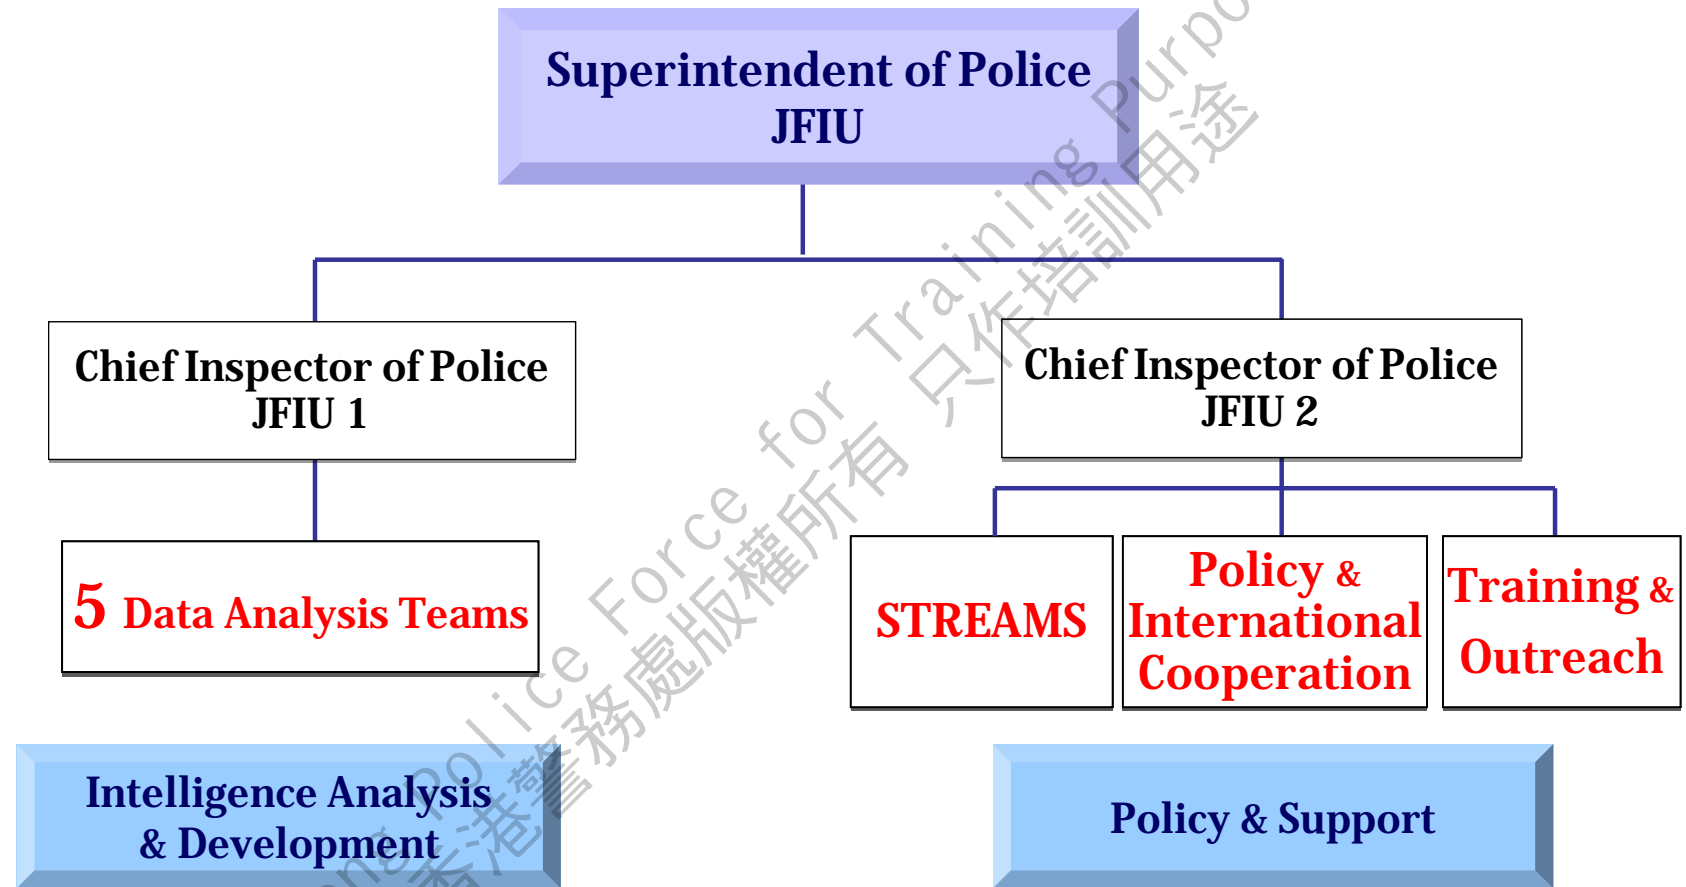 Superintendent of Police
JFIU
Chief Inspector of Police
JFIU 1
Chief Inspector of Police
JFIU 2
5 Data Analysis Teams
STREAMS
Policy &
International
Cooperation
Training &
Outreach
Intelligence Analysis
& Development
Policy & Support
Police Force for Training
香港警務處版權所有 只作培訓用途